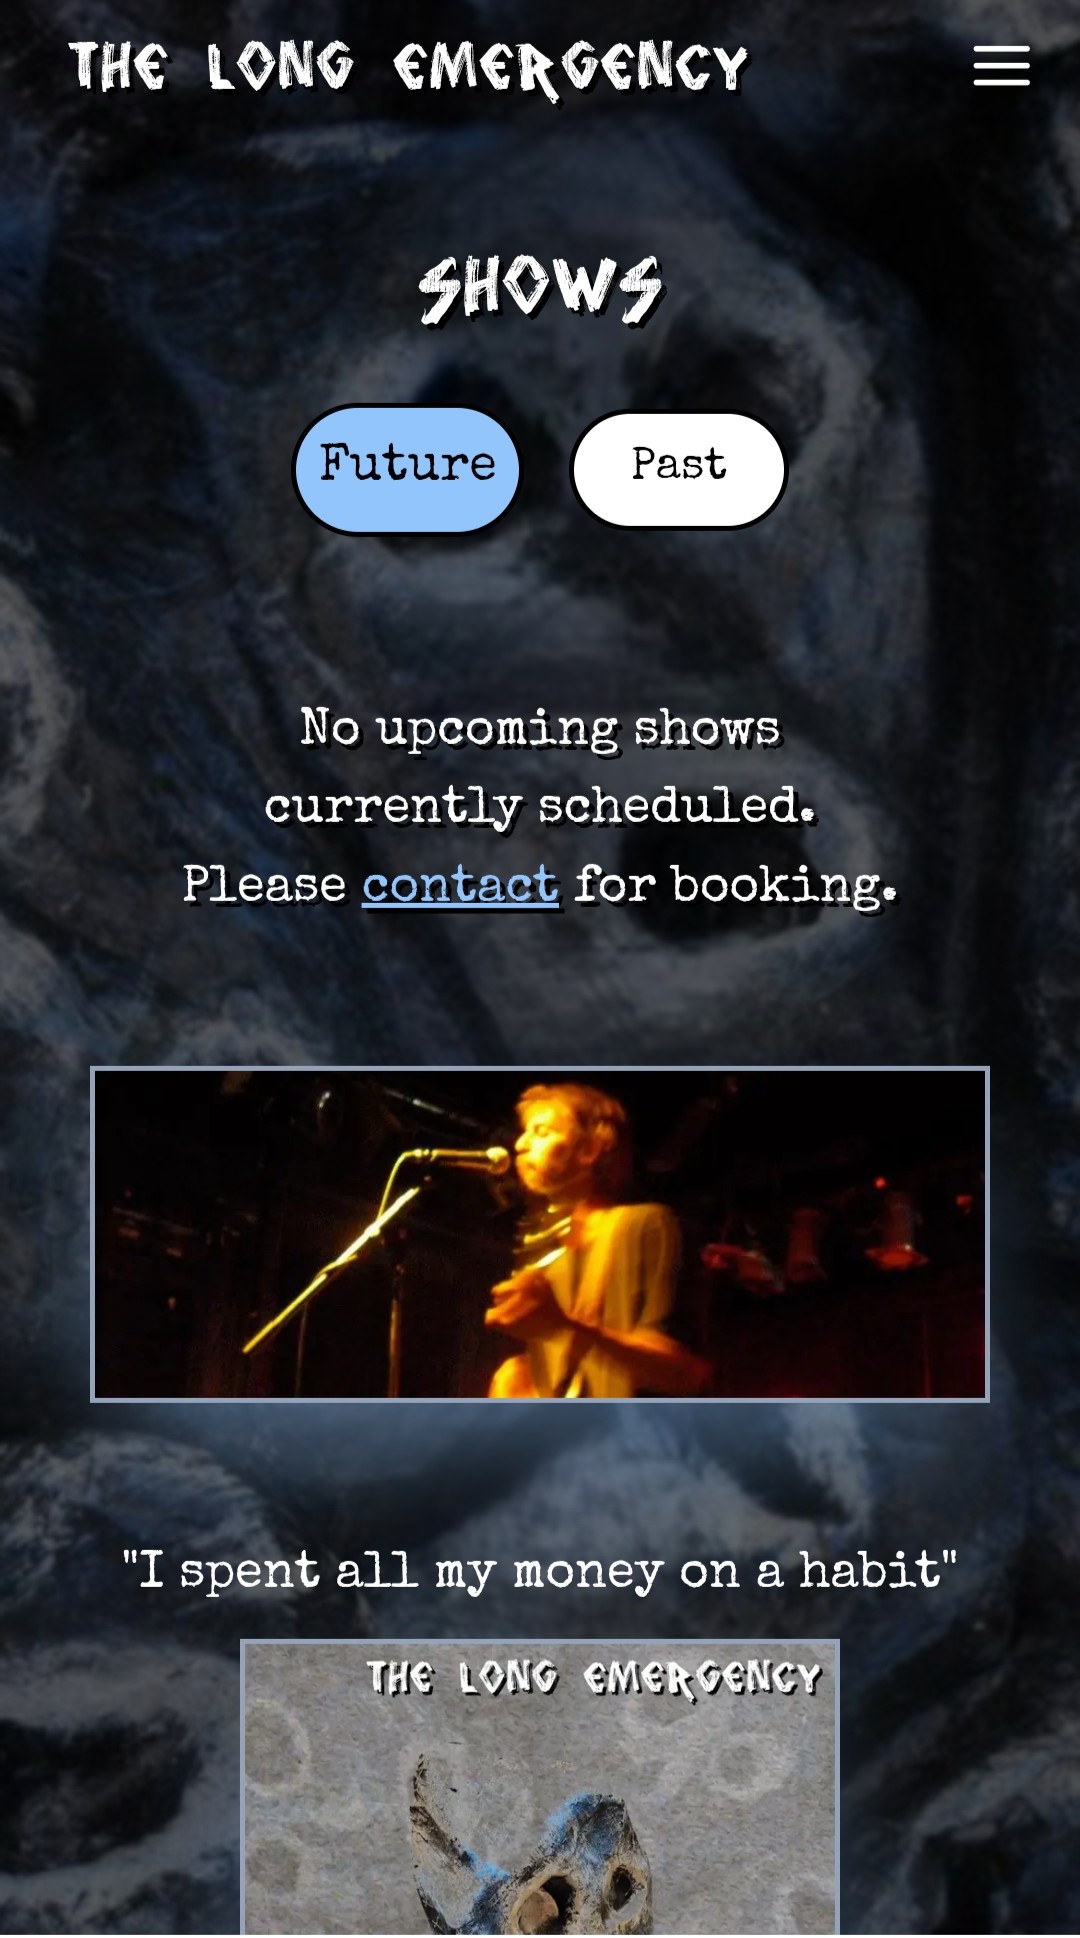 THE LONG EMERGENCY
SHOWS
Future
Past
No upcoming shows
currently scheduled.
Please contact for booking.
"I spent all my money on a habit"
THE LONG EMERGENCY